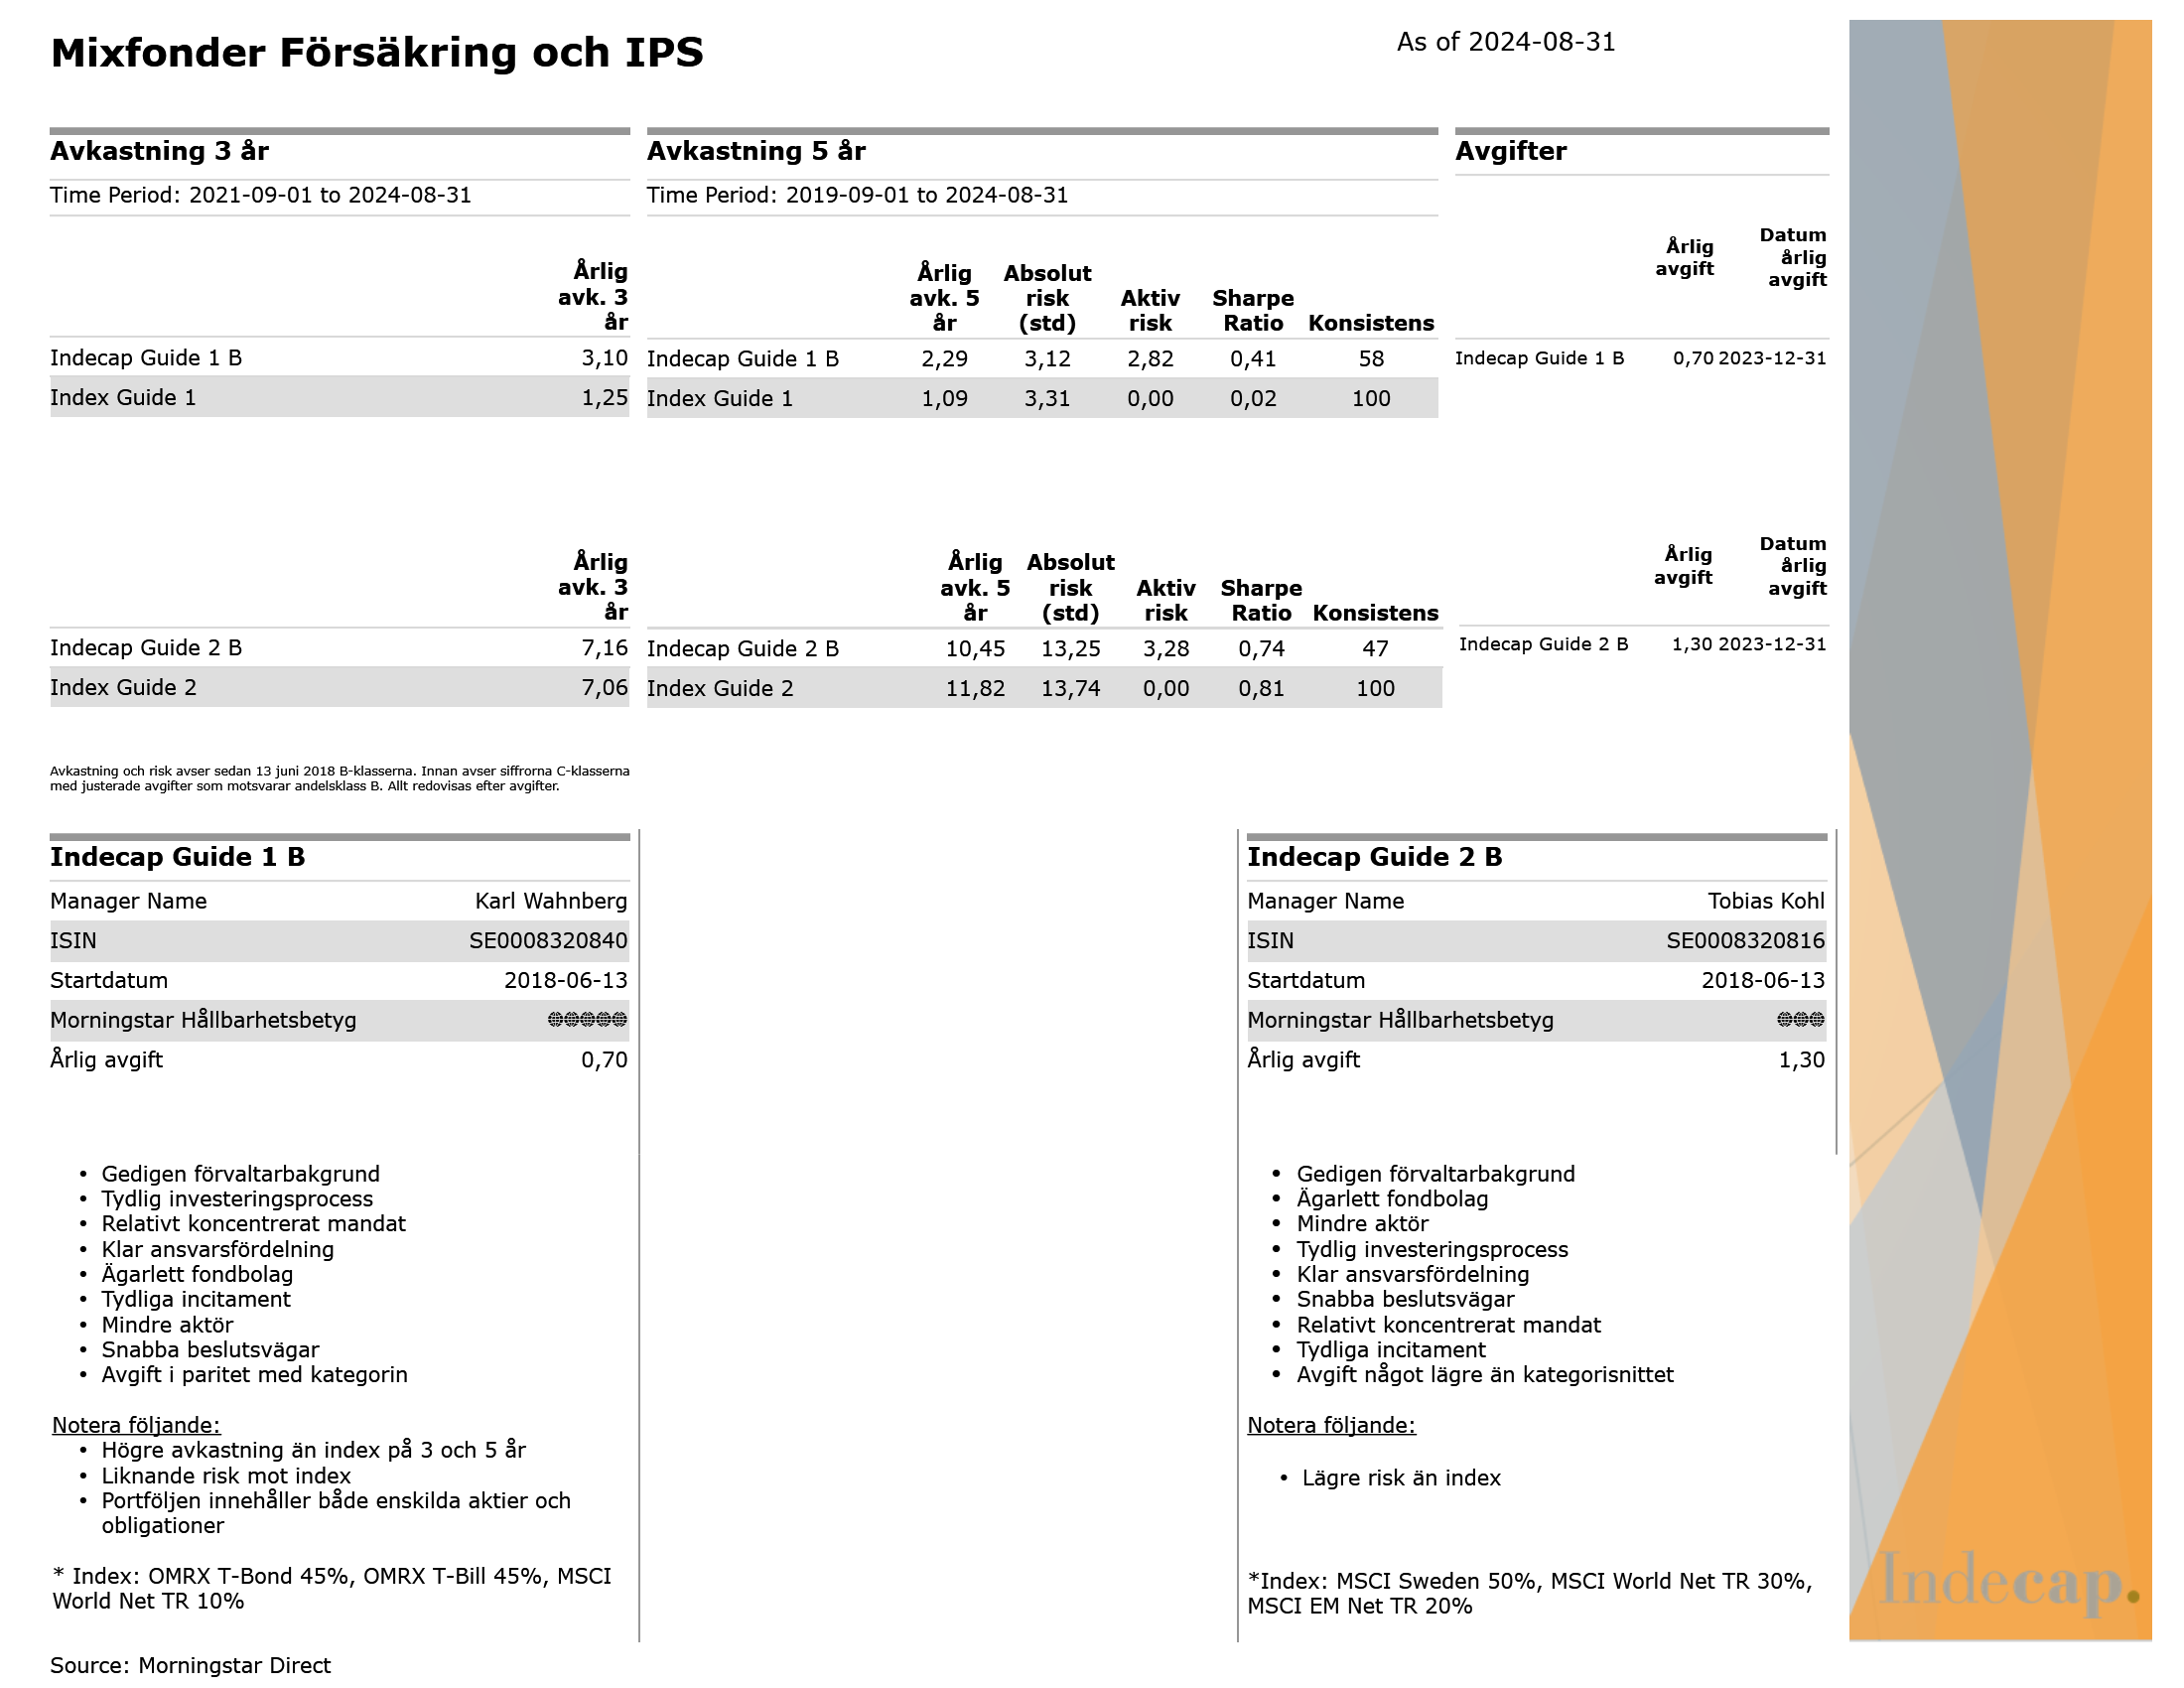 Mixfonder Försäkring och IPS
As of 2024-08-31
Avkastning 3 år
Time Period: 2021-09-01 to 2024-08-31
Årlig
avk. 3
år
Indecap Guide 1 B 3,10
Index Guide 1 1,25
Årlig
avk. 3
år
Indecap Guide 2 B 7,16
Index Guide 2 7,06
Avkastning 5 år
Time Period: 2019-09-01 to 2024-08-31
Årlig Absolut
avk. 5 risk Aktiv Sharpe
år (std) risk Ratio Konsistens
Indecap Guide 1 B 2,29 3,12 2,82 0,41 58
Index Guide 1 1,09 3,31 0,00 0,02 100
Årlig Absolut
avk. 5 risk Aktiv Sharpe
år (std) risk Ratio Konsistens
Indecap Guide 2 B 10,45 13,25 3,28 0,74 47
Index Guide 2 11,82 13,74 0,00 0,81 100
Avgifter
Datum
Årlig årlig
avgift avgift
Indecap Guide 1 B 0,70 2023-12-31
Datum
Årlig årlig
avgift avgift
Indecap Guide 2 B 1,30 2023-12-31
Avkastning och risk avser sedan 13 juni 2018 B-klasserna. Innan avser siffrorna C-klasserna
med justerade avgifter som motsvarar andelsklass B. Allt redovisas efter avgifter.
Indecap Guide 1 B
Manager Name Karl Wahnberg
ISIN SE0008320840
Startdatum 2018-06-13
Morningstar Hållbarhetsbetyg
Årlig avgift 0,70
• Gedigen förvaltarbakgrund
• Tydlig investeringsprocess
• Relativt koncentrerat mandat
• Klar ansvarsfördelning
• Ägarlett fondbolag
• Tydliga incitament
• Mindre aktör
• Snabba beslutsvägar
• Avgift i paritet med kategorin
Notera följande:
• Högre avkastning än index på 3 och 5 år
• Liknande risk mot index
• Portföljen innehåller både enskilda aktier och
obligationer
* Index: OMRX T-Bond 45%, OMRX T-Bill 45%, MSCI
World Net TR 10%
Indecap Guide 2 B
Manager Name Tobias Kohl
ISIN SE0008320816
Startdatum 2018-06-13
Morningstar Hållbarhetsbetyg
Årlig avgift 1,30
• Gedigen förvaltarbakgrund
• Ägarlett fondbolag
• Mindre aktör
• Tydlig investeringsprocess
• Klar ansvarsfördelning
• Snabba beslutsvägar
• Relativt koncentrerat mandat
• Tydliga incitament
• Avgift något lägre än kategorisnittet
Notera följande:
• Lägre risk än index
*Index: MSCI Sweden 50%, MSCI World Net TR 30%,
MSCI EM Net TR 20%
Indecap.
Source: Morningstar Direct